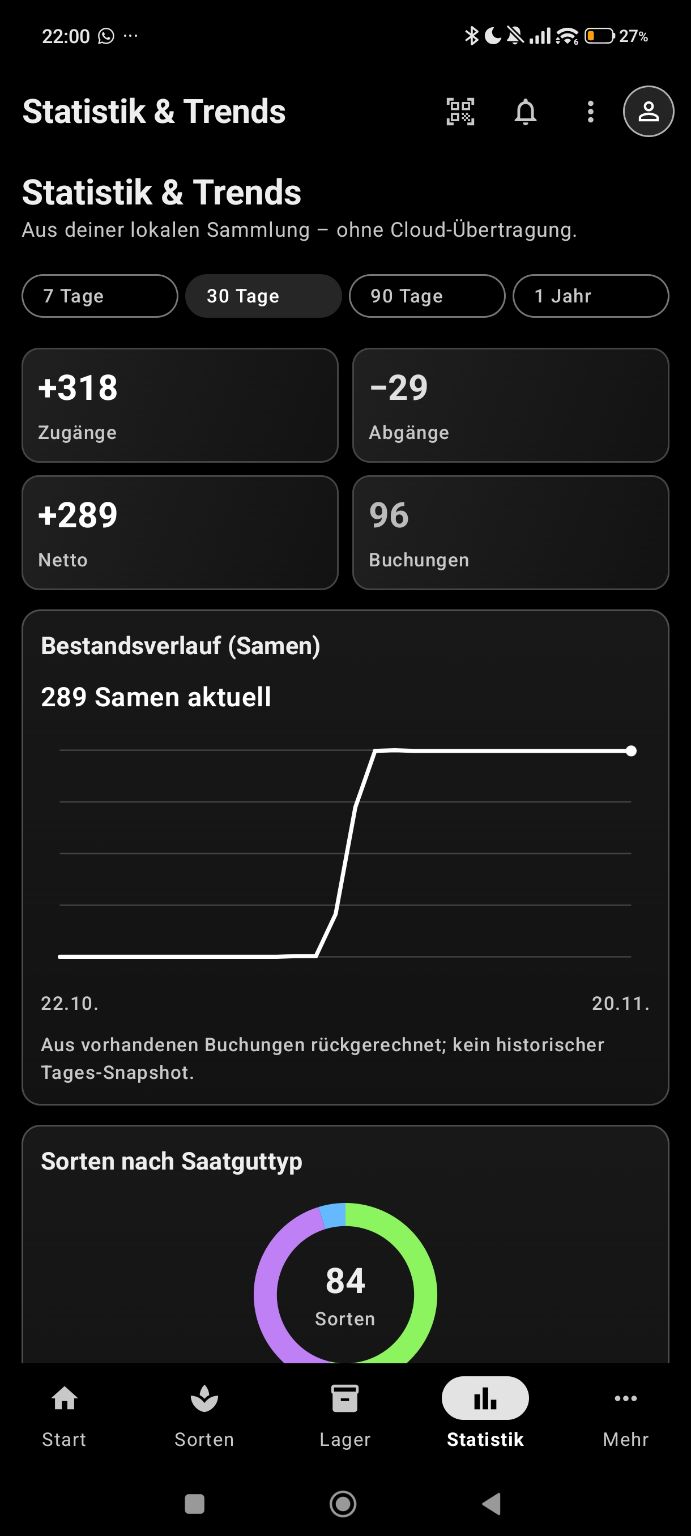 22:00 ...
27%
Statistik & Trends
Statistik & Trends
Aus deiner lokalen Sammlung – ohne Cloud-Übertragung.
7 Tage
30 Tage
90 Tage
1 Jahr
+318
Zugänge
−29
Abgänge
+289
Netto
96
Buchungen
Bestandsverlauf (Samen)
289 Samen aktuell
22.10.
20.11.
Aus vorhandenen Buchungen rückgerechnet; kein historischer
Tages-Snapshot.
Sorten nach Saatguttyp
84
Sorten
Start
Sorten
Lager
Statistik
Mehr